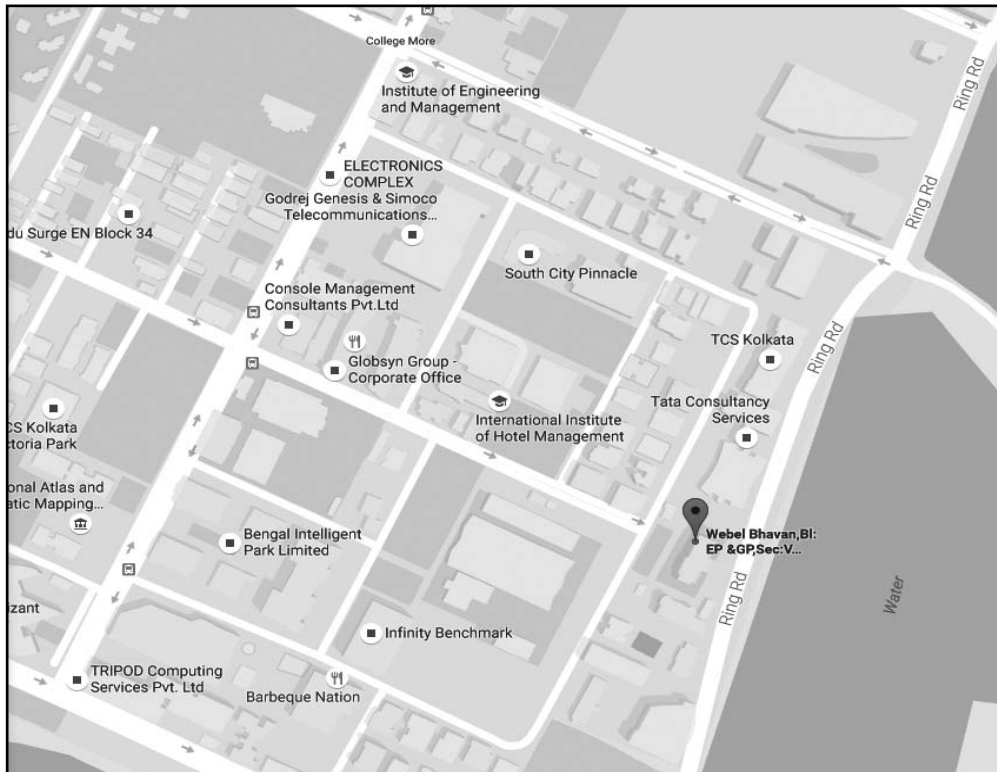 College More
Institute of Engineering
and Management
Ring Rd
ELECTRONICS
COMPLEX
Godrej Genesis & Simoco
Telecommunications...
Ring Rd
du Surge EN Block 34
South City Pinnacle
Console Management
Consultants Pvt.Ltd
Ring Rd
TCS Kolkata
Globsyn Group -
Corporate Office
Tata Consultancy
Services
International Institute
of Hotel Management
CS Kolkata
ctoria Park
onal Atlas and
atic Mapping...
Bengal Intelligent
Park Limited
Webel Bhavan,Bl:
EP &GP,Sec:V...
Ring Rd
Water
zant
Infinity Benchmark
TRIPOD Computing
Services Pvt. Ltd
Barbeque Nation